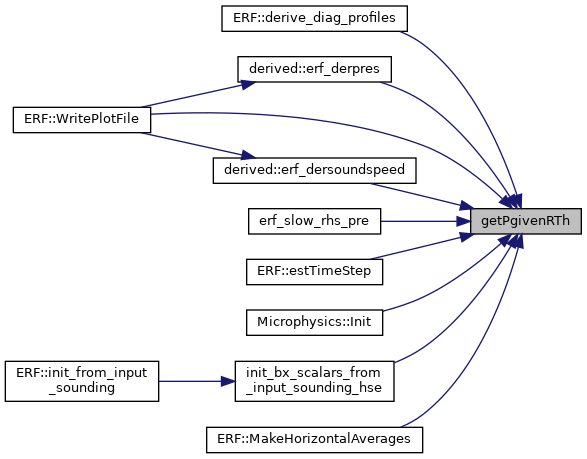 ERF::derive_diag_profiles
derived::erf_derpres
ERF::WritePlotFile
derived::erf_dersoundspeed
erf_slow_rhs_pre
getPgivenRTh
ERF::estTimeStep
Microphysics::Init
ERF::init_from_input
_sounding
init_bx_scalars_from
_input_sounding_hse
ERF::MakeHorizontalAverages